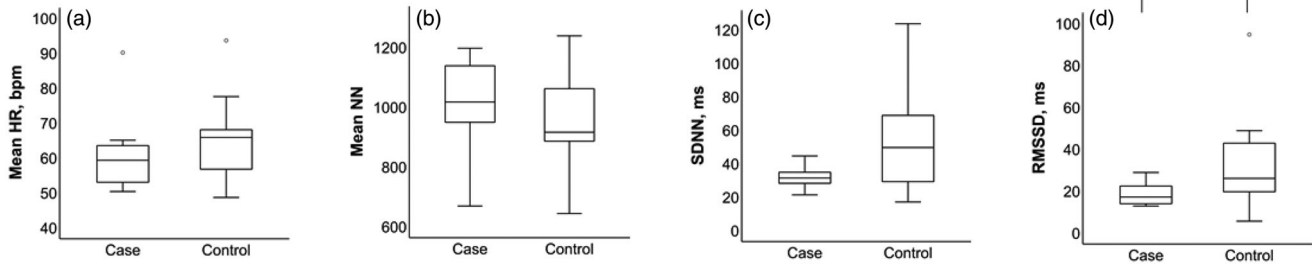 (a)
Mean HR, bpm
100
90
80
70
60
50
40
Case Control
(b)
Mean NN
1200
1000
800
600
Case Control
(c)
SDNN, ms
120
100
80
60
40
20
0
Case Control
(d)
RMSSD, ms
100
80
60
40
20
0
Case Control